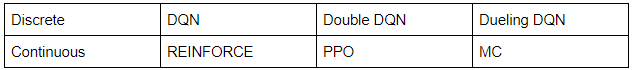 Discrete DQN Double DQN Dueling DQN
Continuous REINFORCE PPO MC